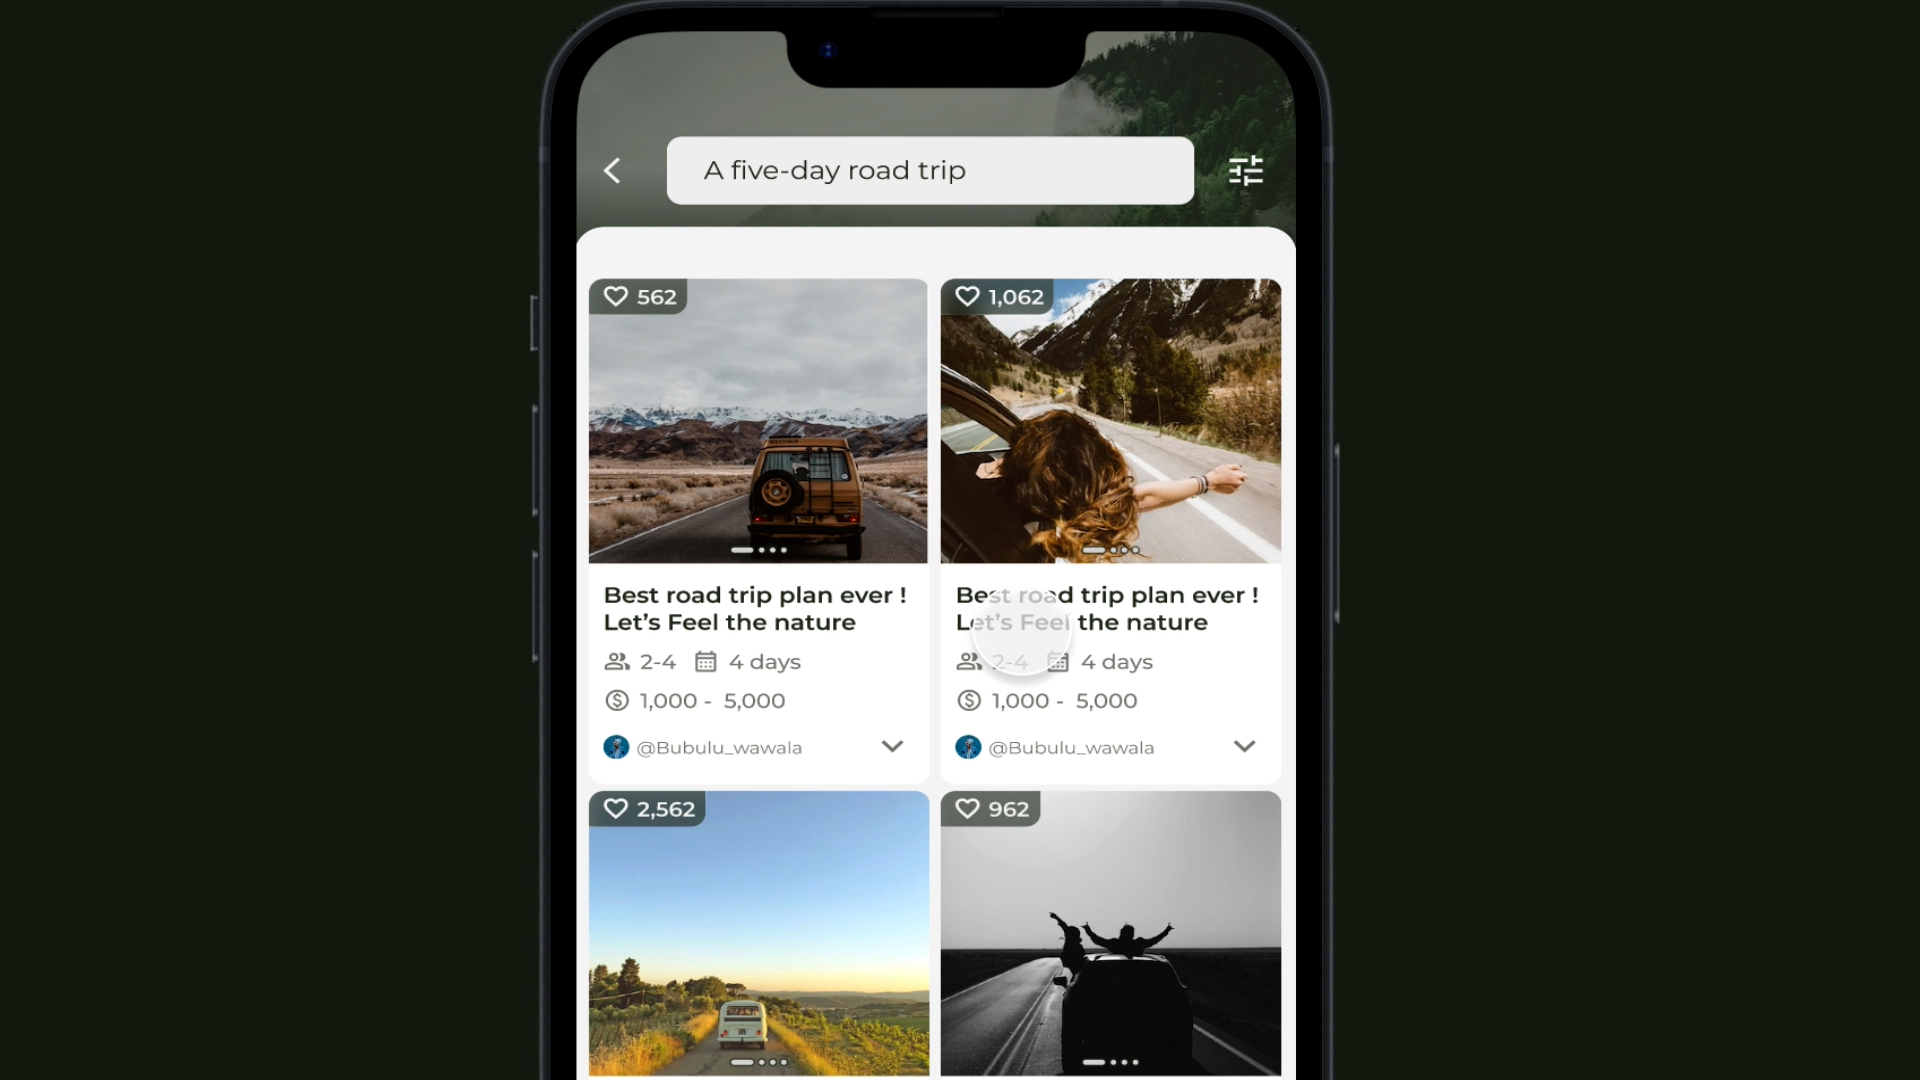 A five-day road trip
562
1,062
Best road trip plan ever !
Let’s Feel the nature
2-4 4 days
1,000 - 5,000
@Bubulu_wawala
Best road trip plan ever !
Let’s Feel the nature
2-4 4 days
1,000 - 5,000
@Bubulu_wawala
2,562
962